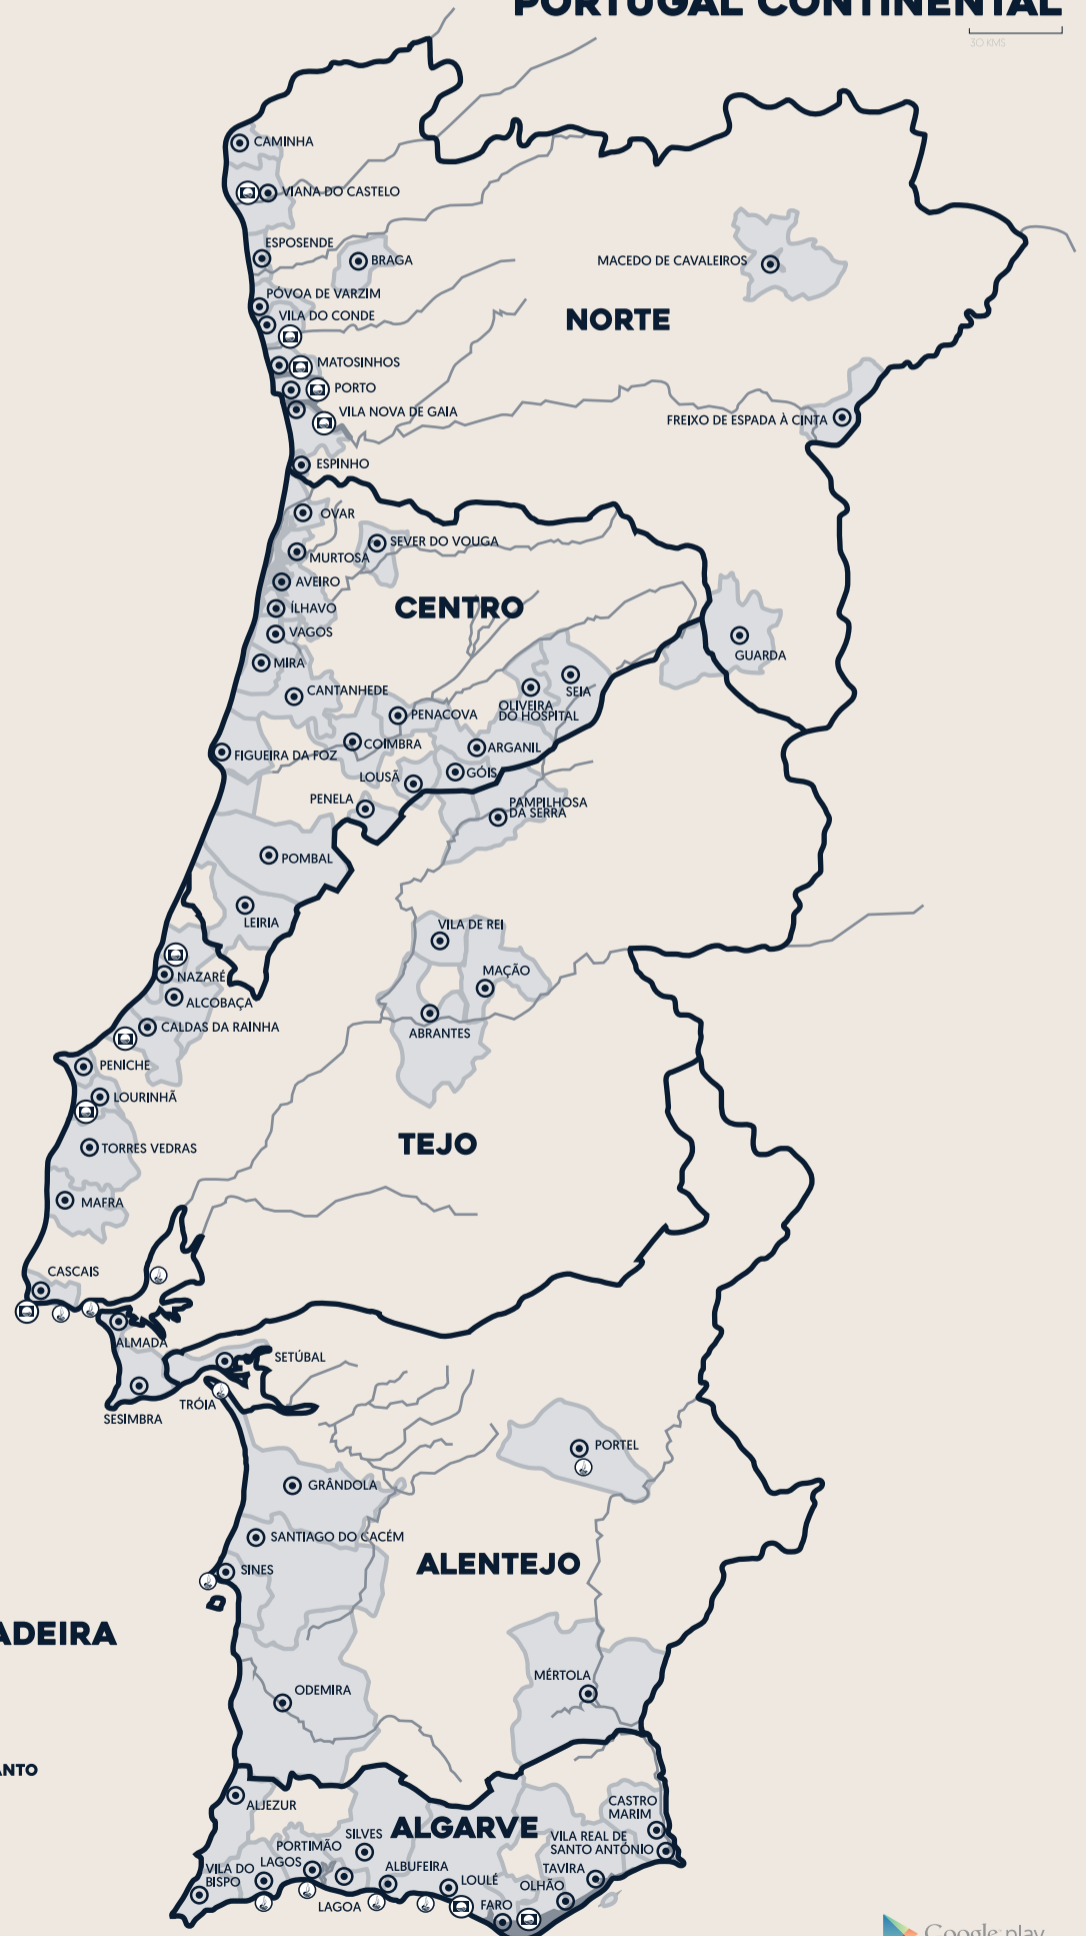 PORTUGAL CONTINENTAL
30 KMS
CAMINHA
VIANA DO CASTELO
ESPOSENDE
BRAGA
MACEDO DE CAVALEIROS
PÓVOA DE VARZIM
VILA DO CONDE
NORTE
MATOSINHOS
PORTO
VILA NOVA DE GAIA
FREIXO DE ESPADA À CINTA
ESPINHO
OVAR
SEVER DO VOUGA
MURTOSA
AVEIRO
ÍLHAVO
CENTRO
VAGOS
GUARDA
MIRA
CANTANHEDE
SEIA
OLIVEIRA
DO HOSPITAL
PENACOVA
COIMBRA
ARGANIL
FIGUEIRA DA FOZ
LOUSÃ
GÓIS
PENELA
PAMPILHOSA
DA SERRA
POMBAL
LEIRIA
VILA DE REI
NAZARÉ
MAÇÃO
ALCOBAÇA
CALDAS DA RAINHA
ABRANTES
PENICHE
LOURINHÃ
TEJO
TORRES VEDRAS
MAFRA
CASCAIS
ALMADA
SETÚBAL
TRÓIA
SESIMBRA
PORTEL
GRÂNDOLA
SANTIAGO DO CACÉM
ALENTEJO
SINES
ADEIRA
MÉRTOLA
ODEMIRA
ANTO
ALJEZUR
CASTRO
MARIM
ALGARVE
SILVES
VILA REAL DE
SANTO ANTÓNIO
PORTIMÃO
LAGOS
VILA DO
BISPO
ALBUFEIRA
TAVIRA
LOULÉ
OLHÃO
LAGOA
FARO
Google play